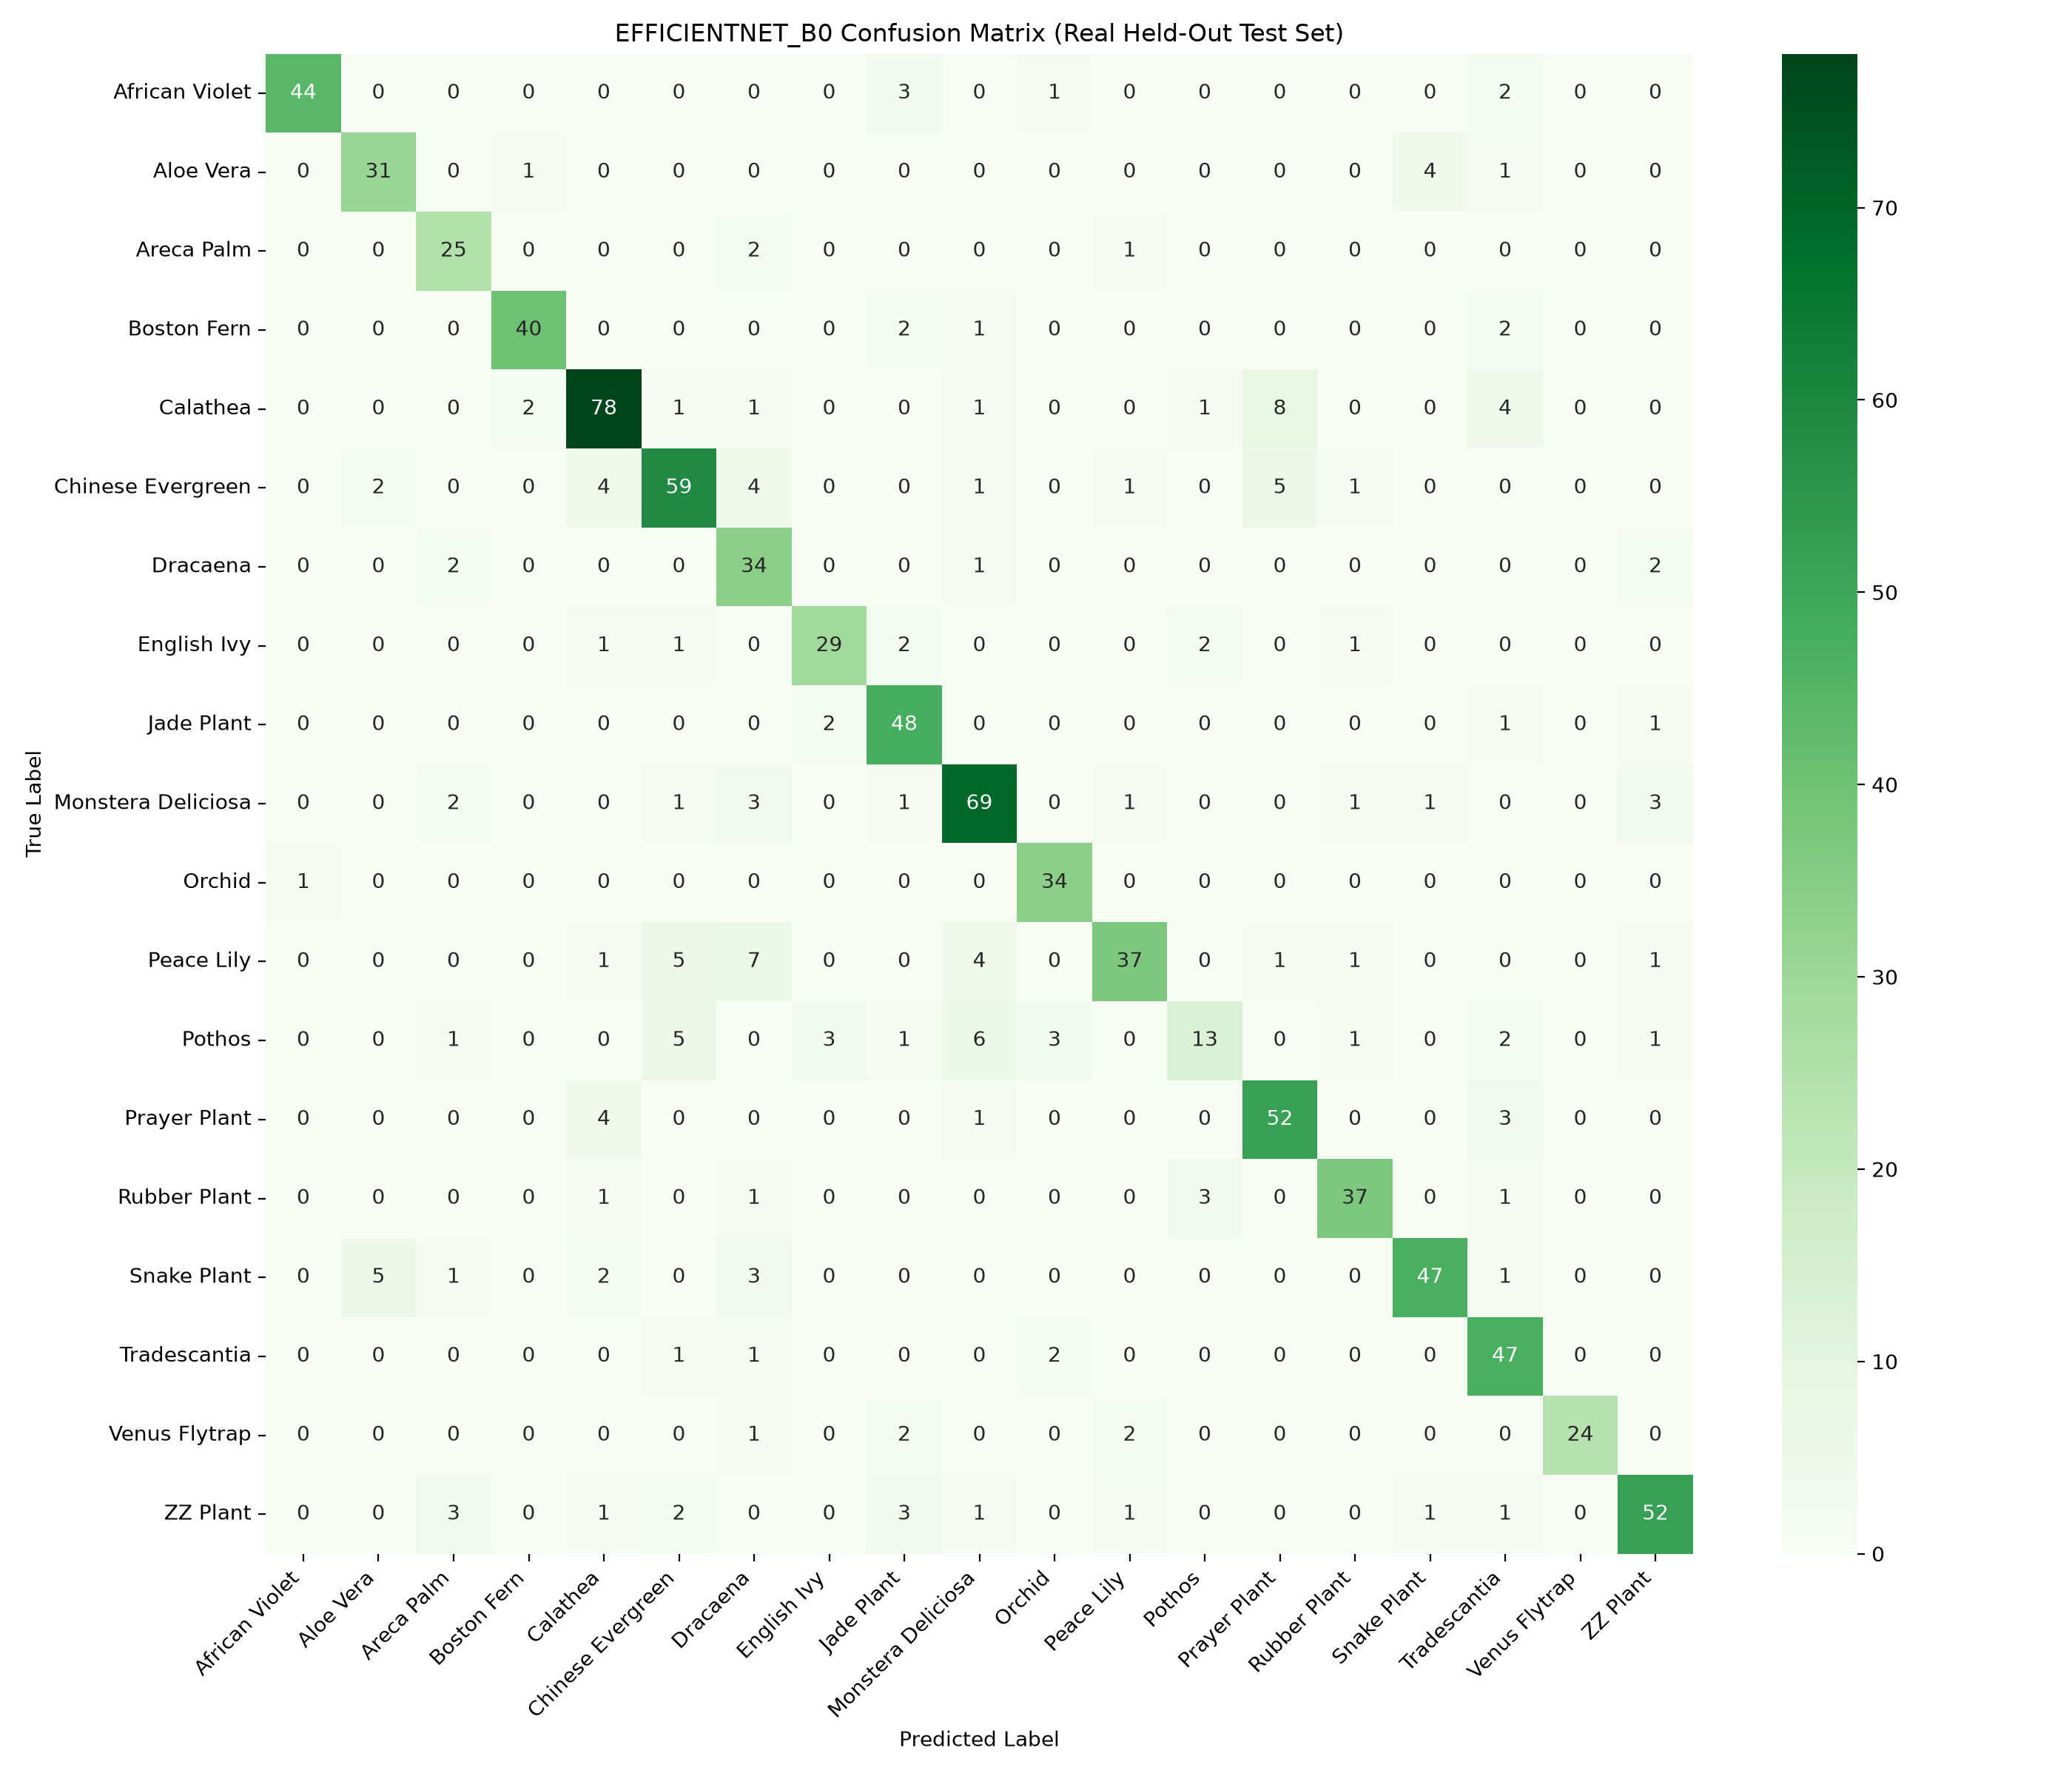 EFFICIENTNET_B0 Confusion Matrix (Real Held-Out Test Set)
True Label
African Violet 44 0 0 0 0 0 0 0 3 0 1 0 0 0 0 0 2 0 0
Aloe Vera 0 31 0 1 0 0 0 0 0 0 0 0 0 0 0 4 1 0 0
Areca Palm 0 0 25 0 0 0 2 0 0 0 0 1 0 0 0 0 0 0 0
Boston Fern 0 0 0 40 0 0 0 0 2 1 0 0 0 0 0 0 2 0 0
Calathea 0 0 0 2 78 1 1 0 0 1 0 0 1 8 0 0 4 0 0
Chinese Evergreen 0 2 0 0 4 59 4 0 0 1 0 1 0 5 1 0 0 0 0
Dracaena 0 0 2 0 0 0 34 0 0 1 0 0 0 0 0 0 0 0 2
English Ivy 0 0 0 0 1 1 0 29 2 0 0 0 2 0 1 0 0 0 0
Jade Plant 0 0 0 0 0 0 0 2 48 0 0 0 0 0 0 0 1 0 1
Monstera Deliciosa 0 0 2 0 0 1 3 0 1 69 0 1 0 0 1 1 0 0 3
Orchid 1 0 0 0 0 0 0 0 0 0 34 0 0 0 0 0 0 0 0
Peace Lily 0 0 0 0 1 5 7 0 0 4 0 37 0 1 1 0 0 0 1
Pothos 0 0 1 0 0 5 0 3 1 6 3 0 13 0 1 0 2 0 1
Prayer Plant 0 0 0 0 4 0 0 0 0 1 0 0 0 52 0 0 3 0 0
Rubber Plant 0 0 0 0 1 0 1 0 0 0 0 0 3 0 37 0 1 0 0
Snake Plant 0 5 1 0 2 0 3 0 0 0 0 0 0 0 0 47 1 0 0
Tradescantia 0 0 0 0 0 1 1 0 0 0 2 0 0 0 0 0 47 0 0
Venus Flytrap 0 0 0 0 0 0 1 0 2 0 0 2 0 0 0 0 0 24 0
ZZ Plant 0 0 3 0 1 2 0 0 3 1 0 1 0 0 0 1 1 0 52
African Violet
Aloe Vera
Areca Palm
Boston Fern
Calathea
Chinese Evergreen
Dracaena
English Ivy
Jade Plant
Monstera Deliciosa
Orchid
Peace Lily
Pothos
Prayer Plant
Rubber Plant
Snake Plant
Tradescantia
Venus Flytrap
ZZ Plant
Predicted Label
70
60
50
40
30
20
10
0